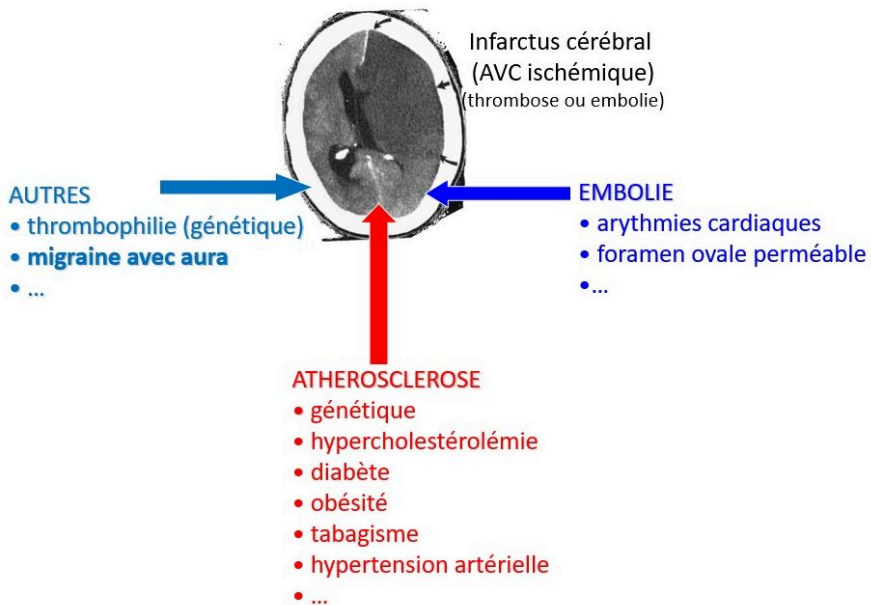 Infarctus cérébral
(AVC ischémique)
(thrombose ou embolie)
AUTRES
• thrombophilie (génétique)
• migraine avec aura
• ...
EMBOLIE
• arythmies cardiaques
• foramen ovale perméable
•...
ATHEROSCLEROSE
• génétique
• hypercholestérolémie
• diabète
• obésité
• tabagisme
• hypertension artérielle
• ...